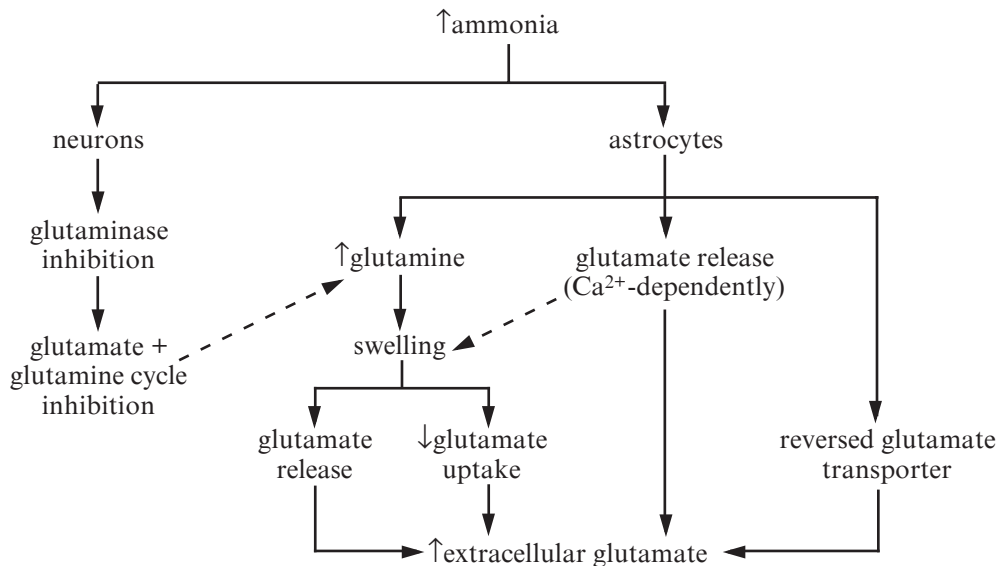 ↑ammonia
neurons
astrocytes
glutaminase
inhibition
↑glutamine
glutamate release
(Ca²⁺-dependently)
glutamate +
glutamine cycle
inhibition
swelling
glutamate
release
↓glutamate
uptake
reversed glutamate
transporter
↑extracellular glutamate